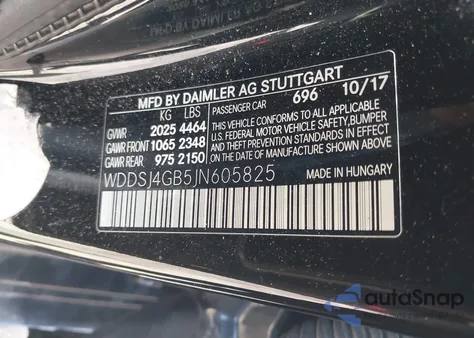 MFD BY DAIMLER AG STUTTGART
KG LBS PASSENGER CAR 696 10/17
GVWR 2025 4464
GAWR FRONT 1065 2348
GAWR REAR 975 2150
THIS VEHICLE CONFORMS TO ALL APPLICABLE
U.S. FEDERAL MOTOR VEHICLE SAFETY, BUMPER
AND THEFT PREVENTION STANDARDS IN EFFECT
ON THE DATE OF MANUFACTURE SHOWN ABOVE.
WDDSJ4GB5JN605825 MADE IN HUNGARY
autoSnap